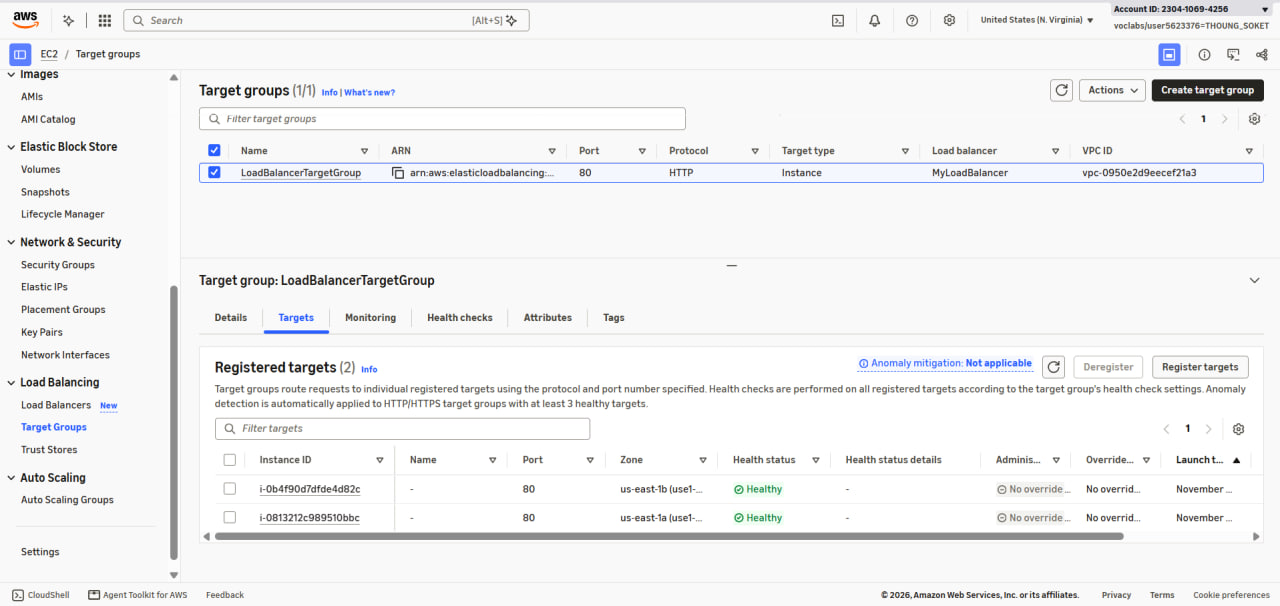 aws
Search [Alt+S]
United States (N. Virginia)
Account ID: 2304-1069-4256
voclabs/user5623376=THOUNG_SOKET
EC2 / Target groups
Images
AMIs
AMI Catalog
Elastic Block Store
Volumes
Snapshots
Lifecycle Manager
Network & Security
Security Groups
Elastic IPs
Placement Groups
Key Pairs
Network Interfaces
Load Balancing
Load Balancers New
Target Groups
Trust Stores
Auto Scaling
Auto Scaling Groups
Settings
Target groups (1/1) Info | What's new?
Actions
Create target group
Filter target groups
1
Name ARN Port Protocol Target type Load balancer VPC ID
LoadBalancerTargetGroup arn:aws:elasticloadbalancing:... 80 HTTP Instance MyLoadBalancer vpc-0950e2d9eecef21a3
Target group: LoadBalancerTargetGroup
Details Targets Monitoring Health checks Attributes Tags
Registered targets (2) Info
Anomaly mitigation: Not applicable
Deregister
Register targets
Target groups route requests to individual registered targets using the protocol and port number specified. Health checks are performed on all registered targets according to the target group's health check settings. Anomaly
detection is automatically applied to HTTP/HTTPS target groups with at least 3 healthy targets.
Filter targets
1
Instance ID Name Port Zone Health status Health status details Adminis... Override... Launch t...
i-0b4f90d7dfde4d82c - 80 us-east-1b (use1-... Healthy - No override ... No overrid... November ...
i-0813212c989510bbc - 80 us-east-1a (use1-... Healthy - No override ... No overrid... November ...
CloudShell Agent Toolkit for AWS Feedback
© 2026, Amazon Web Services, Inc. or its affiliates. Privacy Terms Cookie preferences